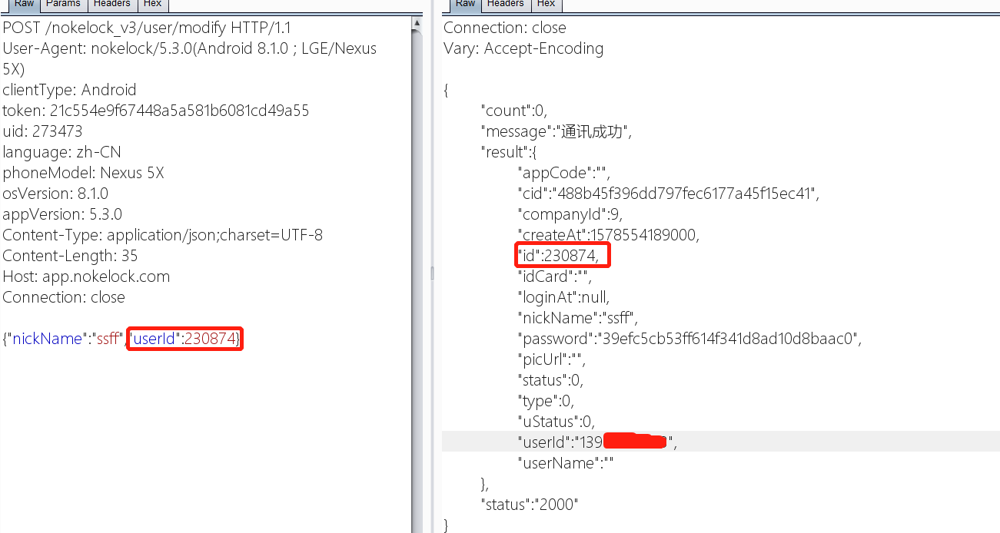 Raw Params Headers Hex
POST /nokelock_v3/user/modify HTTP/1.1
User-Agent: nokelock/5.3.0(Android 8.1.0 ; LGE/Nexus
5X)
clientType: Android
token: 21c554e9f67448a5a581b6081cd49a55
uid: 273473
language: zh-CN
phoneModel: Nexus 5X
osVersion: 8.1.0
appVersion: 5.3.0
Content-Type: application/json;charset=UTF-8
Content-Length: 35
Host: app.nokelock.com
Connection: close
{"nickName":"ssff","userId":230874}
Raw Headers Hex
Connection: close
Vary: Accept-Encoding
{
"count":0,
"message":"通讯成功",
"result":{
"appCode":"",
"cid":"488b45f396dd797fec6177a45f15ec41",
"companyId":9,
"createAt":1578554189000,
"id":230874,
"idCard":"",
"loginAt":null,
"nickName":"ssff",
"password":"39efc5cb53ff614f341d8ad10d8baac0",
"picUrl":"",
"status":0,
"type":0,
"uStatus":0,
"userId":"139",
"userName":""
},
"status":"2000"
}